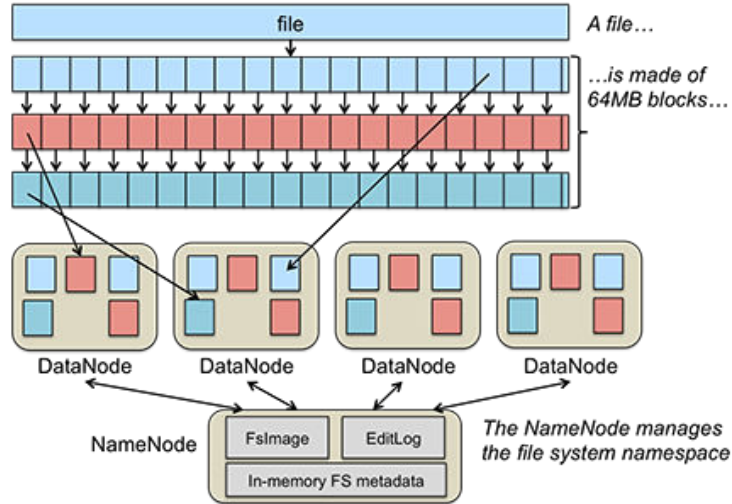 file
A file...
...is made of
64MB blocks...
DataNode
DataNode
DataNode
DataNode
NameNode
FsImage
EditLog
In-memory FS metadata
The NameNode manages
the file system namespace